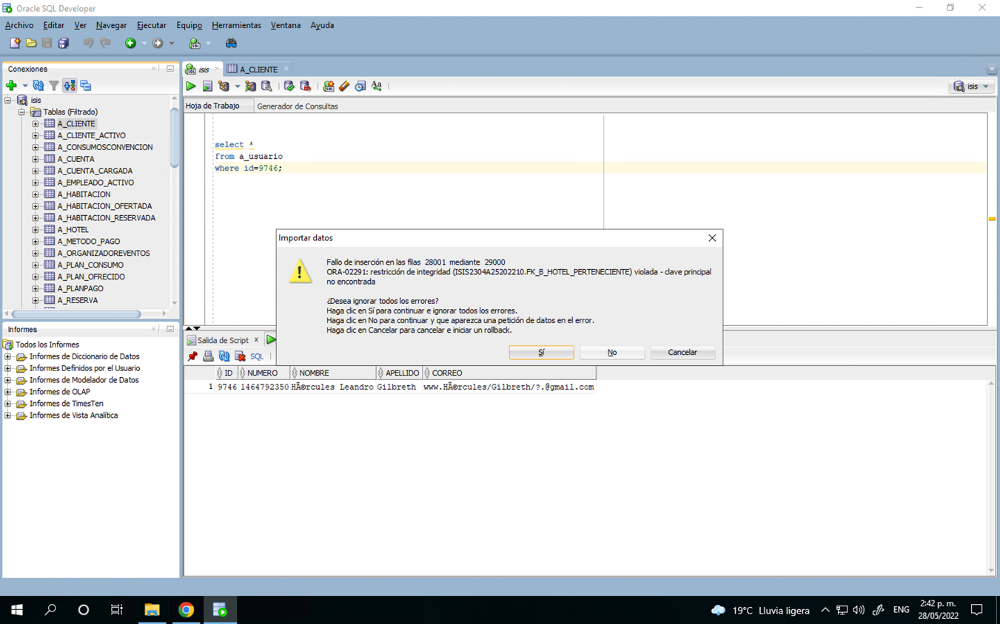 Oracle SQL Developer
Archivo Editar Ver Navegar Ejecutar Equipo Herramientas Ventana Ayuda
Conexiones
isis
A_CLIENTE
isis
Hoja de Trabajo
Generador de Consultas
isis
Tablas (Filtrado)
A_CLIENTE
A_CLIENTE_ACTIVO
A_CONSUMOSCONVENCION
A_CUENTA
A_CUENTA_CARGADA
A_EMPLEADO_ACTIVO
A_HABITACION
A_HABITACION_OFERTADA
A_HABITACION_RESERVADA
A_HOTEL
A_METODO_PAGO
A_ORGANIZADOREVENTOS
A_PLAN_CONSUMO
A_PLAN_OFRECIDO
A_PLANPAGO
A_RESERVA
select *
from a_usuario
where id=9746;
Importar datos
Fallo de inserción en las filas 28001 mediante 29000
ORA-02291: restricción de integridad (ISIS2304A25202210.FK_B_HOTEL_PERTENECIENTE) violada - clave principal
no encontrada
¿Desea ignorar todos los errores?
Haga clic en Sí para continuar e ignorar todos los errores.
Haga clic en No para continuar y que aparezca una petición de datos en el error.
Haga clic en Cancelar para cancelar e iniciar un rollback.
Sí No Cancelar
Informes
Todos los Informes
Informes de Diccionario de Datos
Informes Definidos por el Usuario
Informes de Modelador de Datos
Informes de OLAP
Informes de TimesTen
Informes de Vista Analítica
Salida de Script
SQL
ID NUMERO NOMBRE APELLIDO CORREO
1 9746 1464792350 HÃ©rcules Leandro Gilbreth www.HÃ©rcules/Gilbreth/?.@gmail.com
19°C Lluvia ligera
ENG
2:42 p. m.
28/05/2022